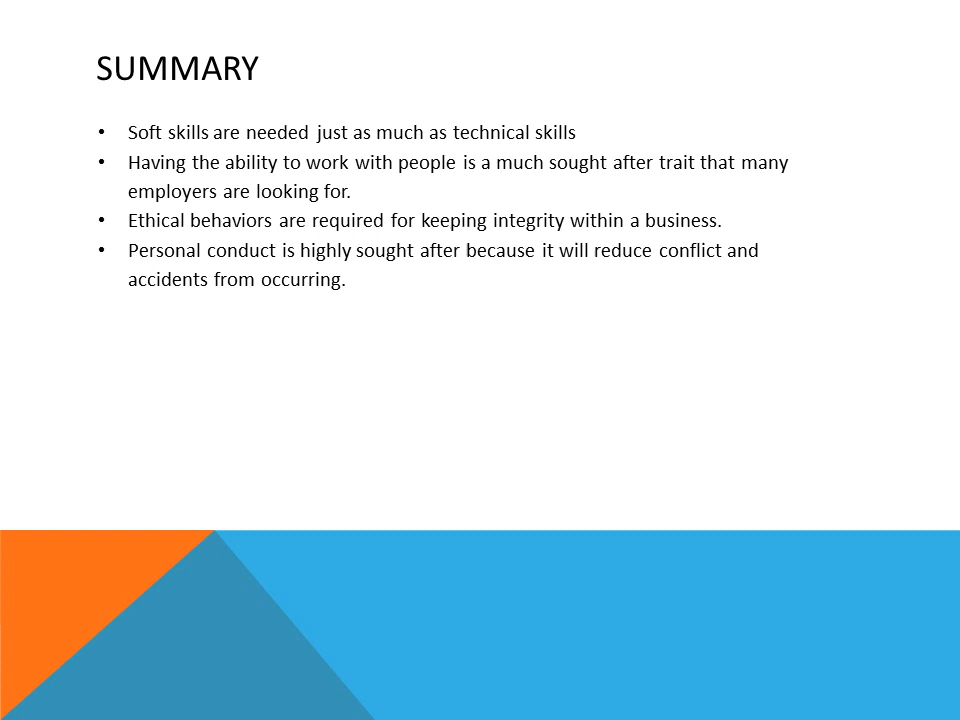 SUMMARY
• Soft skills are needed just as much as technical skills
• Having the ability to work with people is a much sought after trait that many
employers are looking for.
• Ethical behaviors are required for keeping integrity within a business.
• Personal conduct is highly sought after because it will reduce conflict and
accidents from occurring.